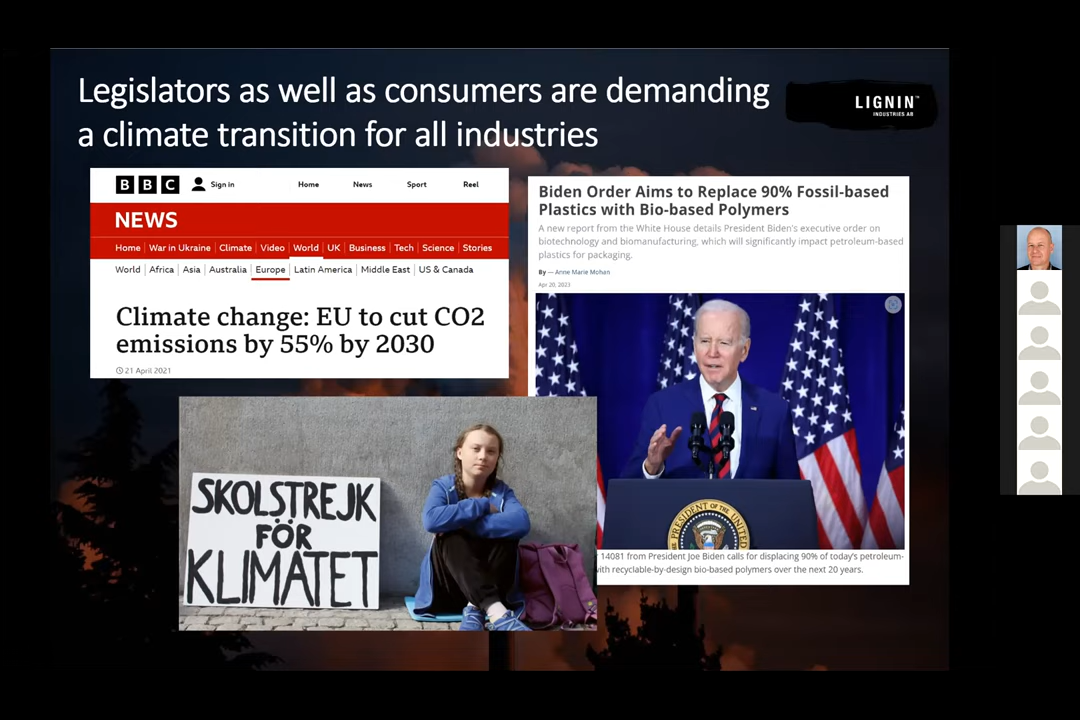 Legislators as well as consumers are demanding
a climate transition for all industries
LIGNIN™
INDUSTRIES AB
BBC Sign in Home News Sport Reel
NEWS
Home War in Ukraine Climate Video World UK Business Tech Science Stories
World Africa Asia Australia Europe Latin America Middle East US & Canada
Climate change: EU to cut CO2
emissions by 55% by 2030
21 April 2021
Biden Order Aims to Replace 90% Fossil-based
Plastics with Bio-based Polymers
A new report from the White House details President Biden's executive order on
biotechnology and biomanufacturing, which will significantly impact petroleum-based
plastics for packaging.
By — Anne Marie Mohan
Apr 20, 2023
PRESIDENT OF THE UNITED
14081 from President Joe Biden calls for displacing 90% of today's petroleum-
with recyclable-by-design bio-based polymers over the next 20 years.
SKOLSTREJK
FÖR
KLIMATET